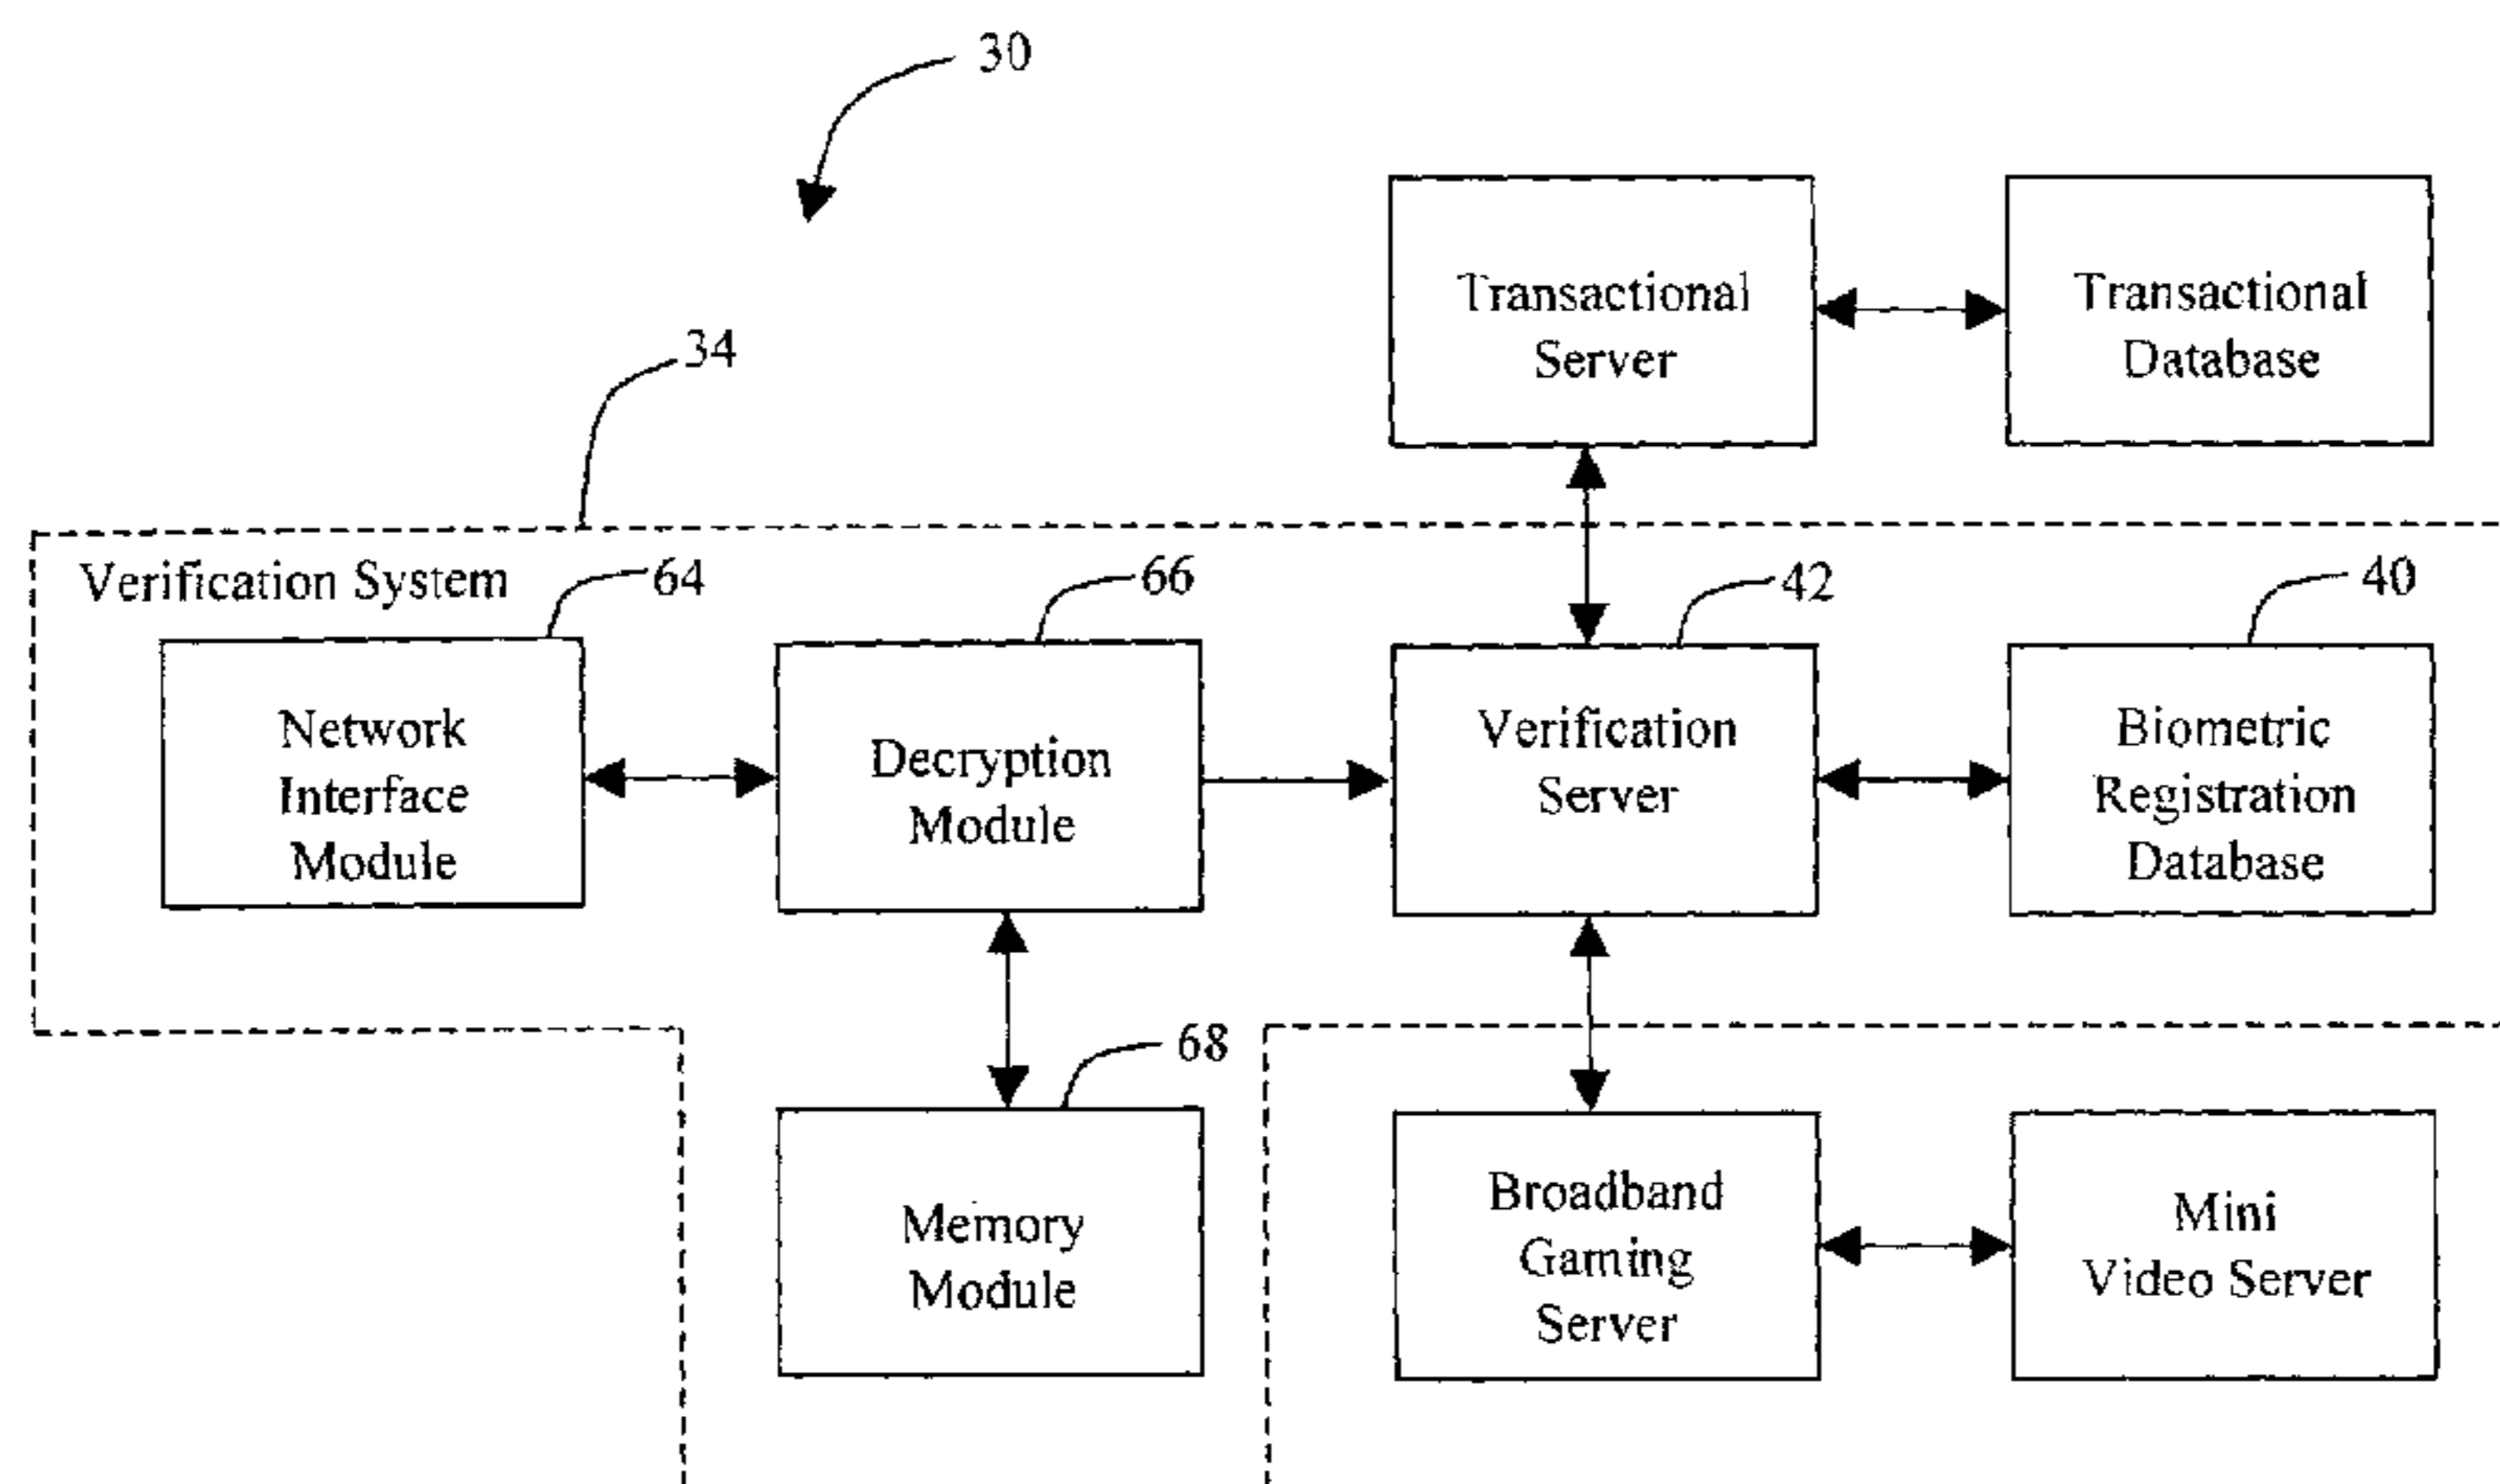 30
Transactional
Server
Transactional
Database
34
Verification System
64
66
42
40
Network
Interface
Module
Decryption
Module
Verification
Server
Biometric
Registration
Database
68
Memory
Module
Broadband
Gaming
Server
Mini
Video Server